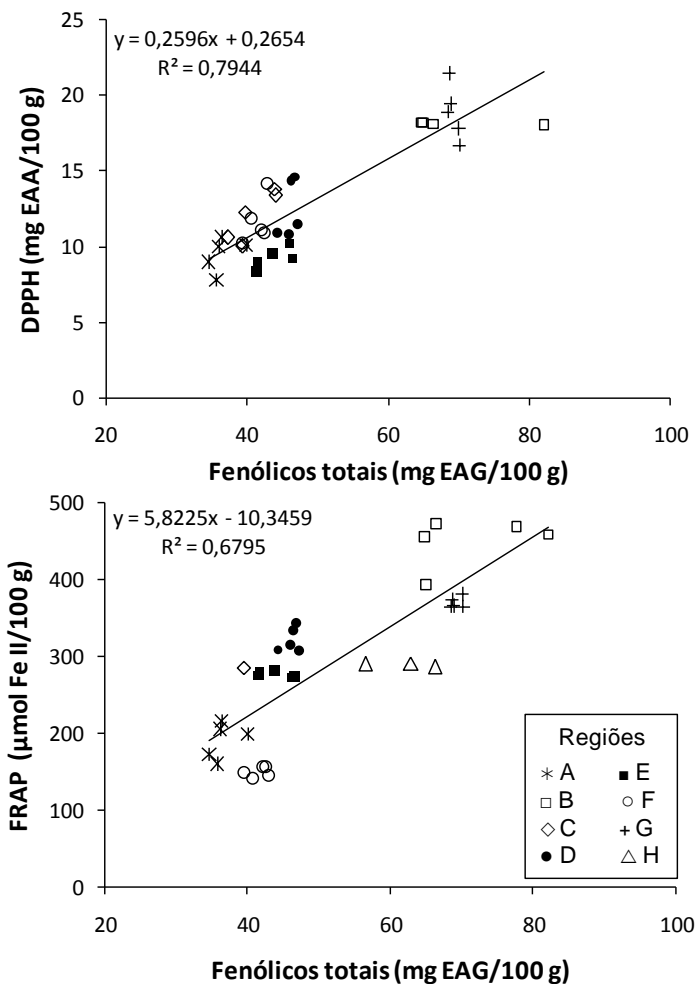 y = 0,2596x + 0,2654
R² = 0,7944
DPPH (mg EAA/100 g)
25
20
15
10
5
0
20
40
60
80
100
Fenólicos totais (mg EAG/100 g)
y = 5,8225x - 10,3459
R² = 0,6795
FRAP (µmol Fe II/100 g)
500
400
300
200
100
0
Regiões
A
E
B
F
C
G
D
H
20
40
60
80
100
Fenólicos totais (mg EAG/100 g)